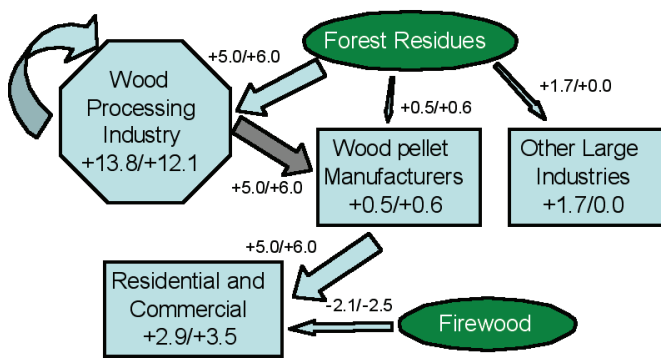 +5.0/+6.0
Forest Residues
Wood
Processing
Industry
+13.8/+12.1
+0.5/+0.6
+1.7/+0.0
+5.0/+6.0
Wood pellet
Manufacturers
+0.5/+0.6
Other Large
Industries
+1.7/0.0
+5.0/+6.0
Residential and
Commercial
+2.9/+3.5
-2.1/-2.5
Firewood